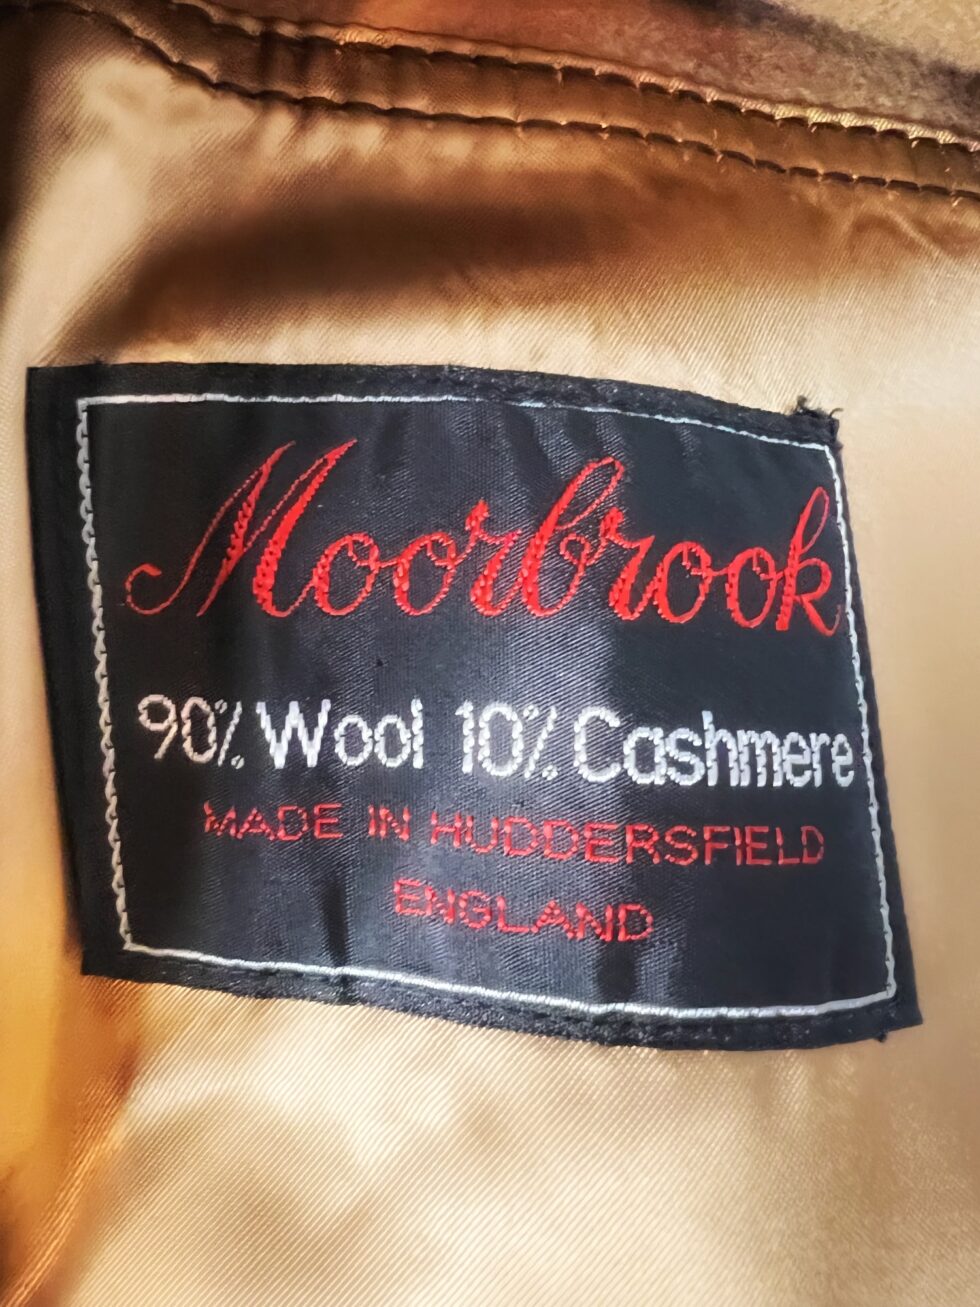 Moorbrook
90% Wool 10% Cashmere
MADE IN HUDDERSFIELD
ENGLAND